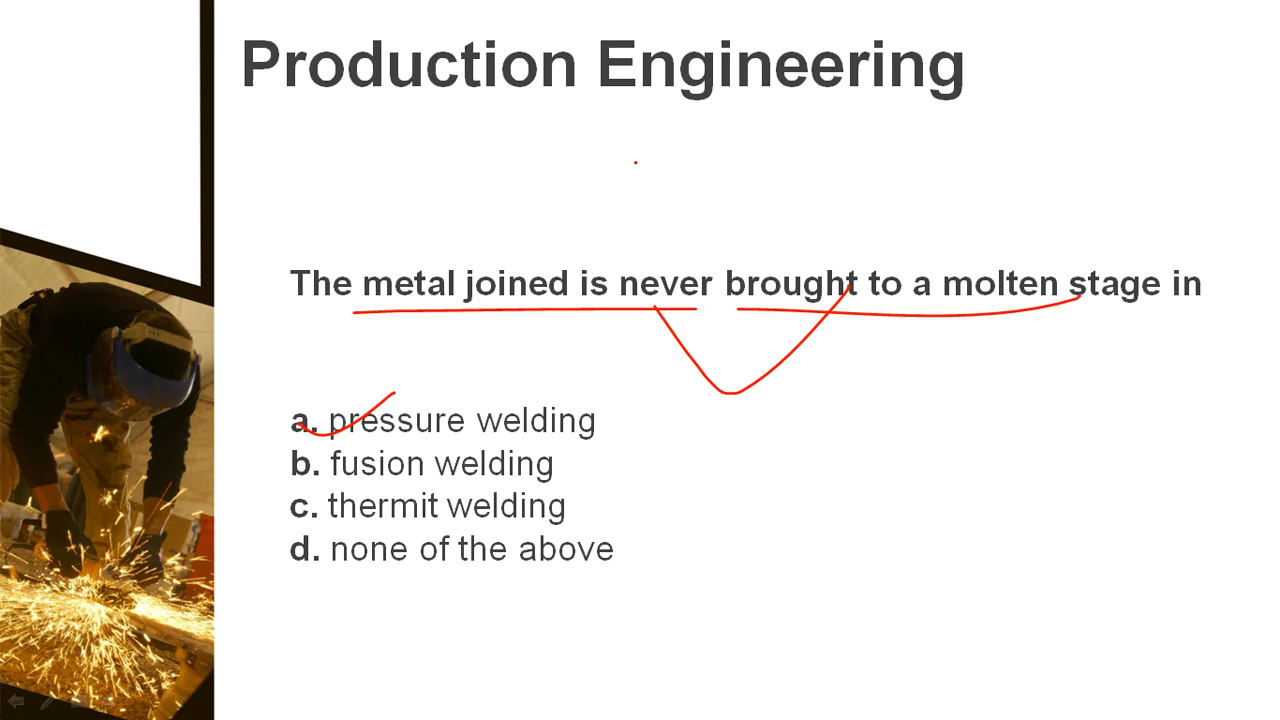 Production Engineering
The metal joined is never brought to a molten stage in
a. pressure welding
b. fusion welding
c. thermit welding
d. none of the above